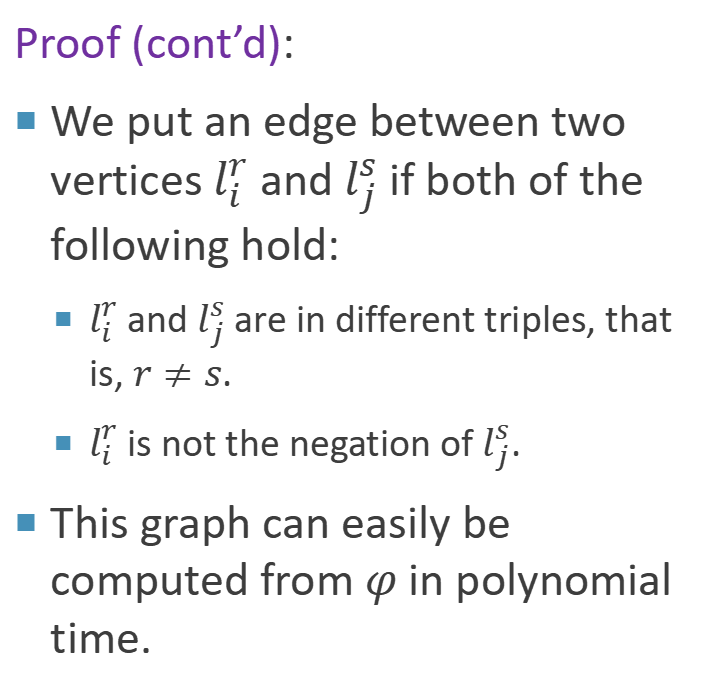 Proof (cont’d):
▪ We put an edge between two
vertices $l_i^r$ and $l_j^s$ if both of the
following hold:
▪ $l_i^r$ and $l_j^s$ are in different triples, that
is, $r \neq s$.
▪ $l_i^r$ is not the negation of $l_j^s$.
▪ This graph can easily be
computed from $\varphi$ in polynomial
time.